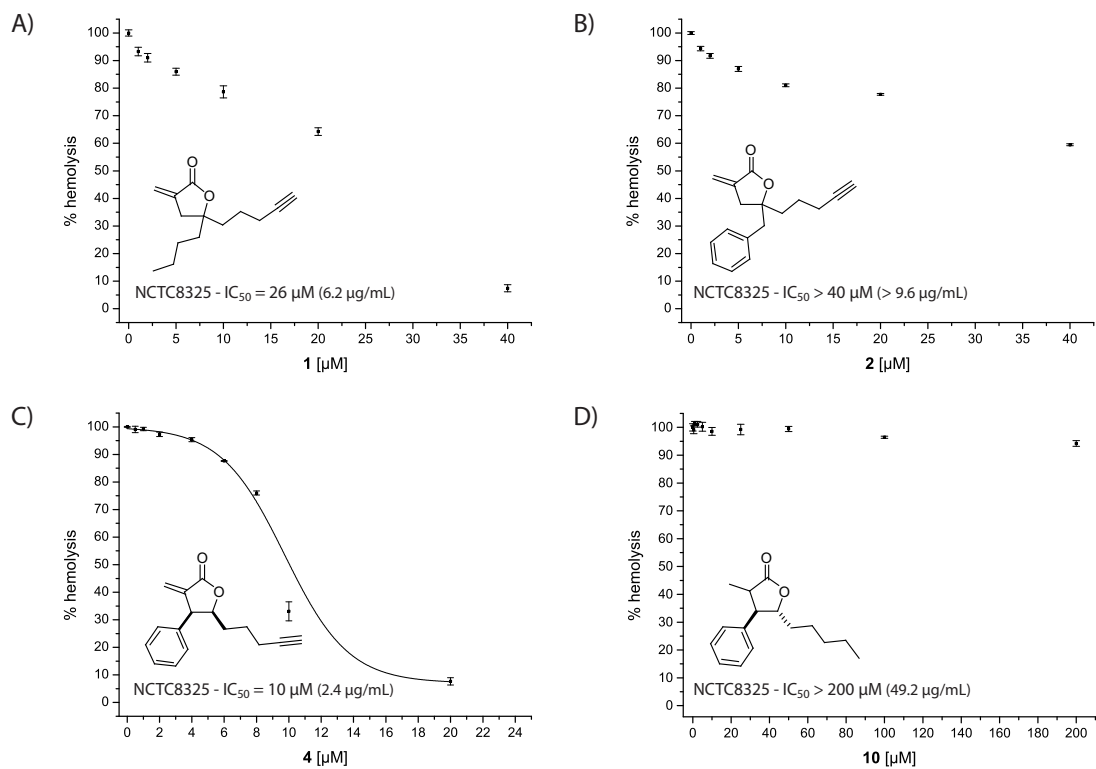 A)
100
90
80
70
60
50
40
30
20
10
0
% hemolysis
O
O
NCTC8325 - IC50 = 26 µM (6.2 µg/mL)
0 5 10 15 20 25 30 35 40
1 [µM]
B)
100
90
80
70
60
50
40
30
20
10
0
% hemolysis
O
O
NCTC8325 - IC50 > 40 µM (> 9.6 µg/mL)
0 5 10 15 20 25 30 35 40
2 [µM]
C)
100
90
80
70
60
50
40
30
20
10
0
% hemolysis
O
O
NCTC8325 - IC50 = 10 µM (2.4 µg/mL)
0 2 4 6 8 10 12 14 16 18 20 22 24
4 [µM]
D)
100
90
80
70
60
50
40
30
20
10
0
% hemolysis
O
O
NCTC8325 - IC50 > 200 µM (49.2 µg/mL)
0 20 40 60 80 100 120 140 160 180 200
10 [µM]